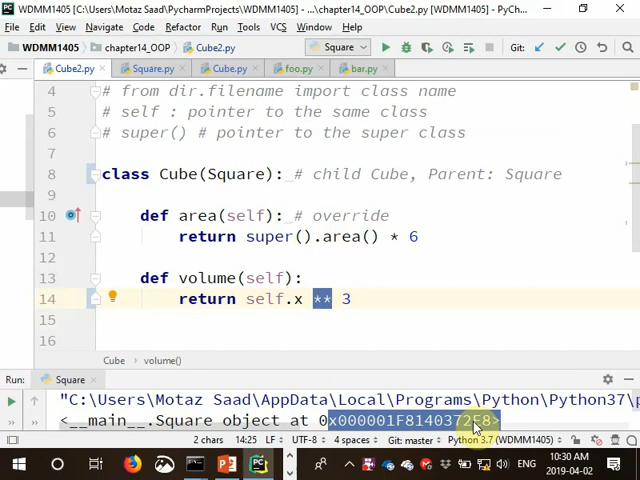 WDMM1405 [C:\Users\Motaz Saad\PycharmProjects\WDMM1405] - ...\chapter14_OOP\Cube2.py - PyCh...
File Edit View Navigate Code Refactor Run Tools VCS Window Help
WDMM1405 chapter14_OOP Cube2.py Square Git:
Cube2.py Square.py Cube.py foo.py bar.py
4 # from dir.filename import class name
5 # self : pointer to the same class
6 # super() # pointer to the super class
7
8 class Cube(Square):_# child Cube, Parent: Square
9
10 def area(self):_# override
11 return super().area() * 6
12
13 def volume(self):
14 return self.x ** 3
15
16
Cube volume()
Run: Square
"C:\Users\Motaz Saad\AppData\Local\Programs\Python\Python37\p
<__main__.Square object at 0x000001F8140372E8>
2 chars 14:25 LF UTF-8 4 spaces Git: master Python 3.7 (WDMM1405)
10:30 AM
2019-04-02